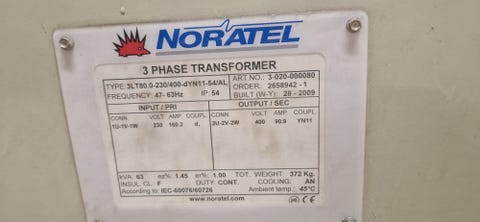 NORATEL
3 PHASE TRANSFORMER
TYPE: 3LT80.0-230/400-dYN11-54/AL ART NO.: 3-020-000080
FREQUENCY: 47- 63Hz IP: 54 ORDER: 2658942 - 1
BUILT (W-Y): 28 - 2009
INPUT / PRI OUTPUT / SEC
CONN. VOLT AMP COUPL CONN VOLT AMP COUPL
1U-1V-1W 230 160.2 d, 2U-2V-2W 400 90.9 YN11
kVA: 63 ez%: 1.45 er%: 1.00 TOT. WEIGHT: 372 Kg.
INSUL CL.: F DUTY: CONT. COOLING: AN
According to: IEC-60076/60726 Ambient temp.: 45°C
www.noratel.com CE